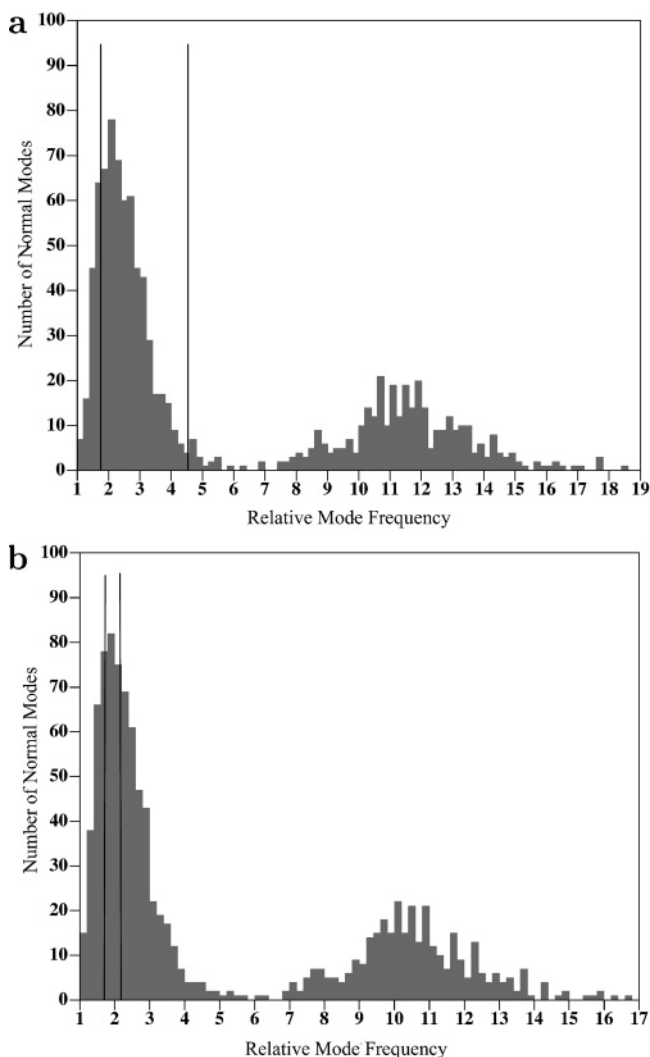 a
100
90
80
70
60
50
40
30
20
10
0
Number of Normal Modes
1 2 3 4 5 6 7 8 9 10 11 12 13 14 15 16 17 18 19
Relative Mode Frequency
b
100
90
80
70
60
50
40
30
20
10
0
Number of Normal Modes
1 2 3 4 5 6 7 8 9 10 11 12 13 14 15 16 17
Relative Mode Frequency